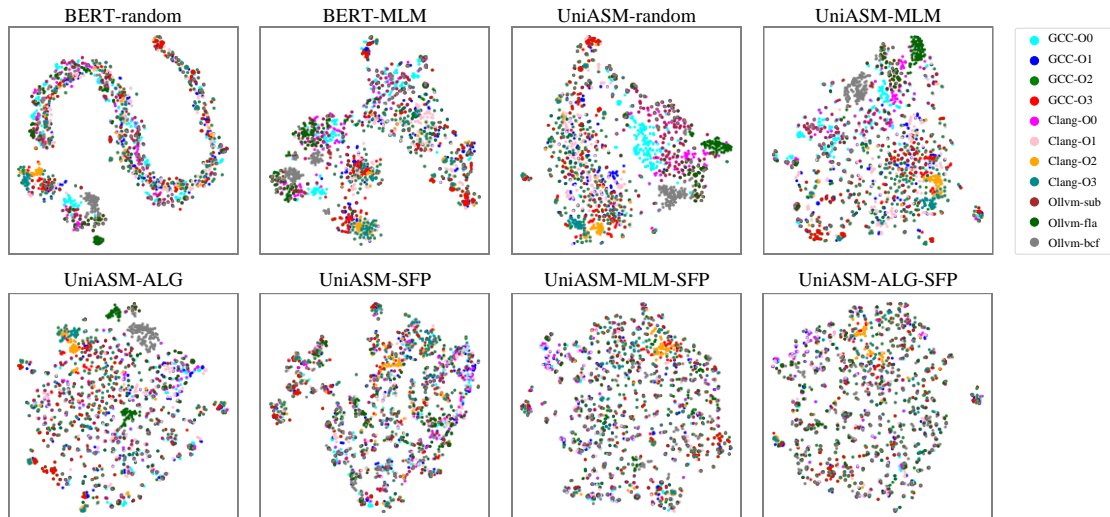 BERT-random
BERT-MLM
UniASM-random
UniASM-MLM
GCC-O0
GCC-O1
GCC-O2
GCC-O3
Clang-O0
Clang-O1
Clang-O2
Clang-O3
Ollvm-sub
Ollvm-fla
Ollvm-bcf
UniASM-ALG
UniASM-SFP
UniASM-MLM-SFP
UniASM-ALG-SFP